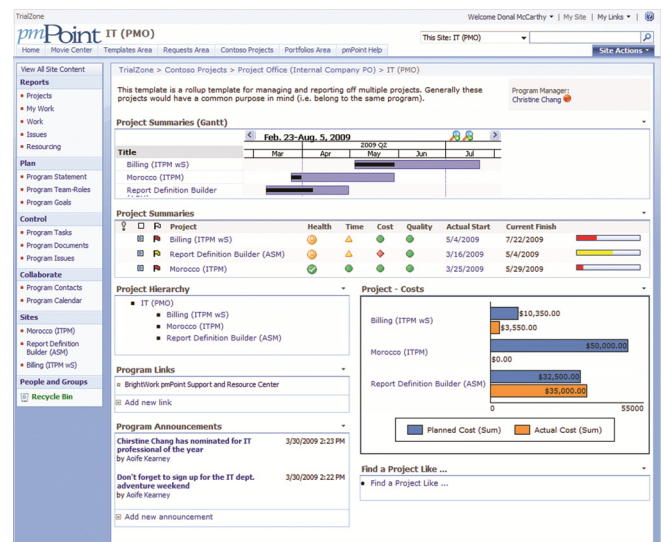 TrialZone
Welcome Donal McCarthy | My Site | My Links |
pmPoint IT (PMO)
This Site: IT (PMO)
Home Movie Center Templates Area Requests Area Contoso Projects Portfolios Area pmPoint Help
Site Actions
View All Site Content
Reports
Projects
My Work
Work
Issues
Resourcing
Plan
Program Statement
Program Team-Roles
Program Goals
Control
Program Tasks
Program Documents
Program Issues
Collaborate
Program Contacts
Program Calendar
Sites
Morocco (ITPM)
Report Definition
Builder (ASM)
Billing (ITPM wS)
People and Groups
Recycle Bin
TrialZone > Contoso Projects > Project Office (Internal Company PO) > IT (PMO)
This template is a rollup template for managing and reporting off multiple projects. Generally these
projects would have a common purpose in mind (i.e. belong to the same program).
Program Manager:
Christine Chang
Project Summaries (Gantt)
Feb. 23-Aug. 5, 2009
2009 Q2
Title Mar Apr May Jun Jul
Billing (ITPM wS)
Morocco (ITPM)
Report Definition Builder
Project Summaries
Project Health Time Cost Quality Actual Start Current Finish
Billing (ITPM wS) 5/4/2009 7/22/2009
Report Definition Builder (ASM) 3/16/2009 5/4/2009
Morocco (ITPM) 3/25/2009 5/29/2009
Project Hierarchy
IT (PMO)
Billing (ITPM wS)
Morocco (ITPM)
Report Definition Builder (ASM)
Program Links
BrightWork pmPoint Support and Resource Center
Add new link
Program Announcements
Chirstine Chang has nominated for IT 3/30/2009 2:23 PM
professional of the year
by Aoife Kearney
Don't forget to sign up for the IT dept. 3/30/2009 2:22 PM
adventure weekend
by Aoife Kearney
Add new announcement
Project - Costs
Billing (ITPM wS) $10,350.00
$3,550.00
Morocco (ITPM) $50,000.00
$0.00
Report Definition Builder (ASM) $32,500.00
$35,000.00
0 55000
Planned Cost (Sum) Actual Cost (Sum)
Find a Project Like ...
Find a Project Like ...